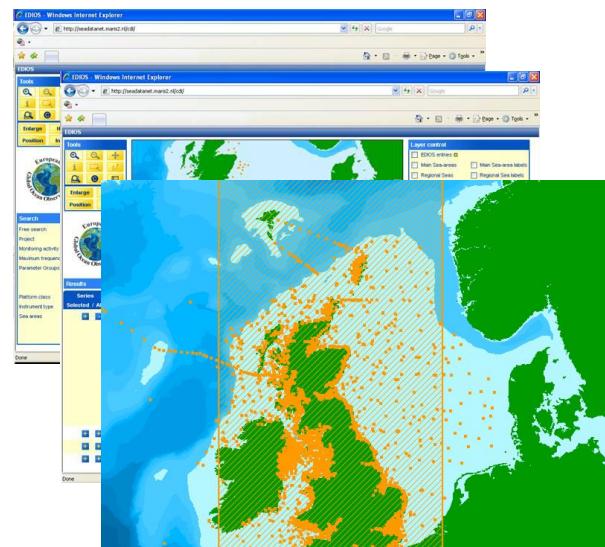 EDIOS - Windows Internet Explorer
http://seadatanet.maris2.nl/cdi/
Google
Page
Tools
EDIOS
Tools
Enlarge
Position
Search
Free search
Project
Monitoring activity
Maximum frequenc
Parameter Groups
Platform class
Instrument type
Sea areas
Done
EDIOS - Windows Internet Explorer
http://seadatanet.maris2.nl/cdi/
Google
Page
Tools
EDIOS
Tools
Enlarge
Position
Layer control
EDIOS entries
Main Sea-areas
Main Sea-area labels
Regional Seas
Regional Sea labels
Results
Series
Selected / Al
Done